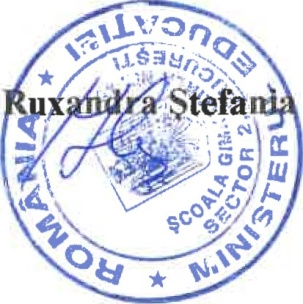 Ruxandra Ștefania
ROMÂNIA * MINISTERUL EDUCAȚIEI *
ȘCOALA GIM
SECTOR 2
BUCUREȘTI